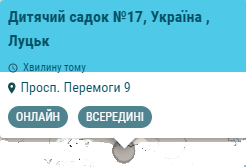 Дитячий садок №17, Україна ,
Луцьк
Хвилину тому
Просп. Перемоги 9
ОНЛАЙН ВСЕРЕДИНІ